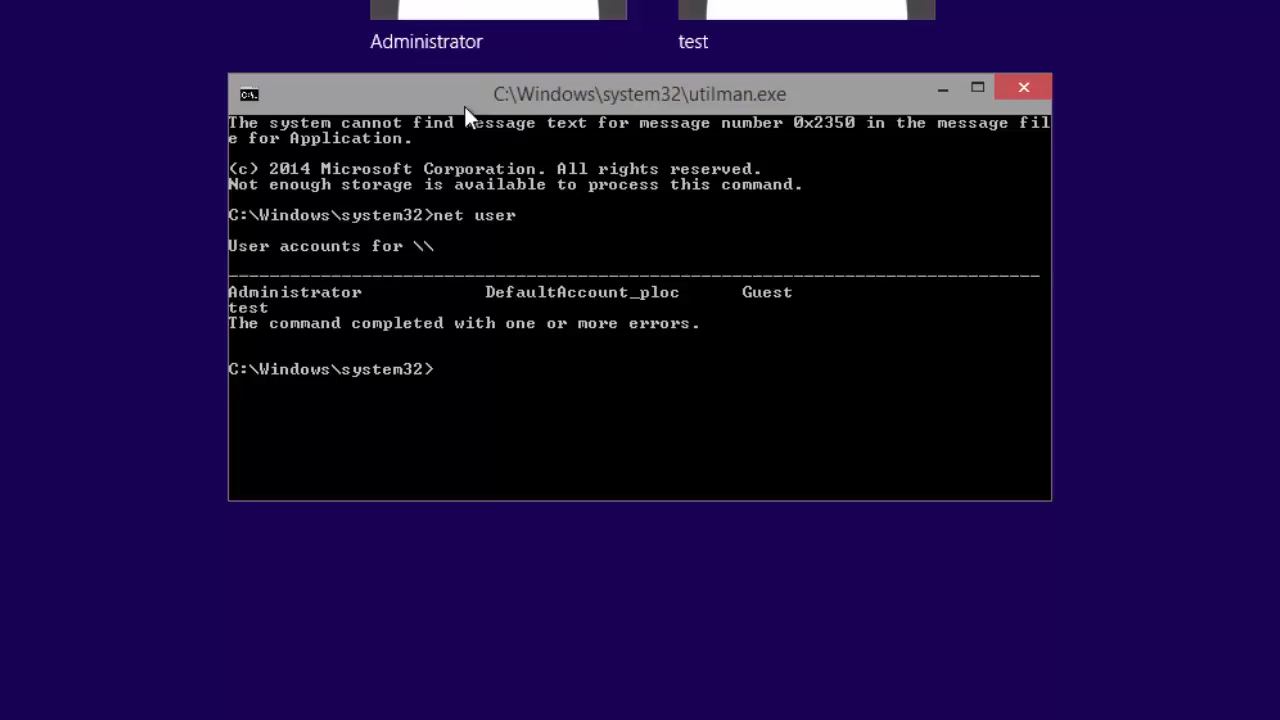 Administrator test
C:\Windows\system32\utilman.exe
The system cannot find message text for message number 0x2350 in the message fil
e for Application.
(c) 2014 Microsoft Corporation. All rights reserved.
Not enough storage is available to process this command.
C:\Windows\system32>net user
User accounts for \\
-------------------------------------------------------------------------------
Administrator DefaultAccount_ploc Guest
test
The command completed with one or more errors.
C:\Windows\system32>